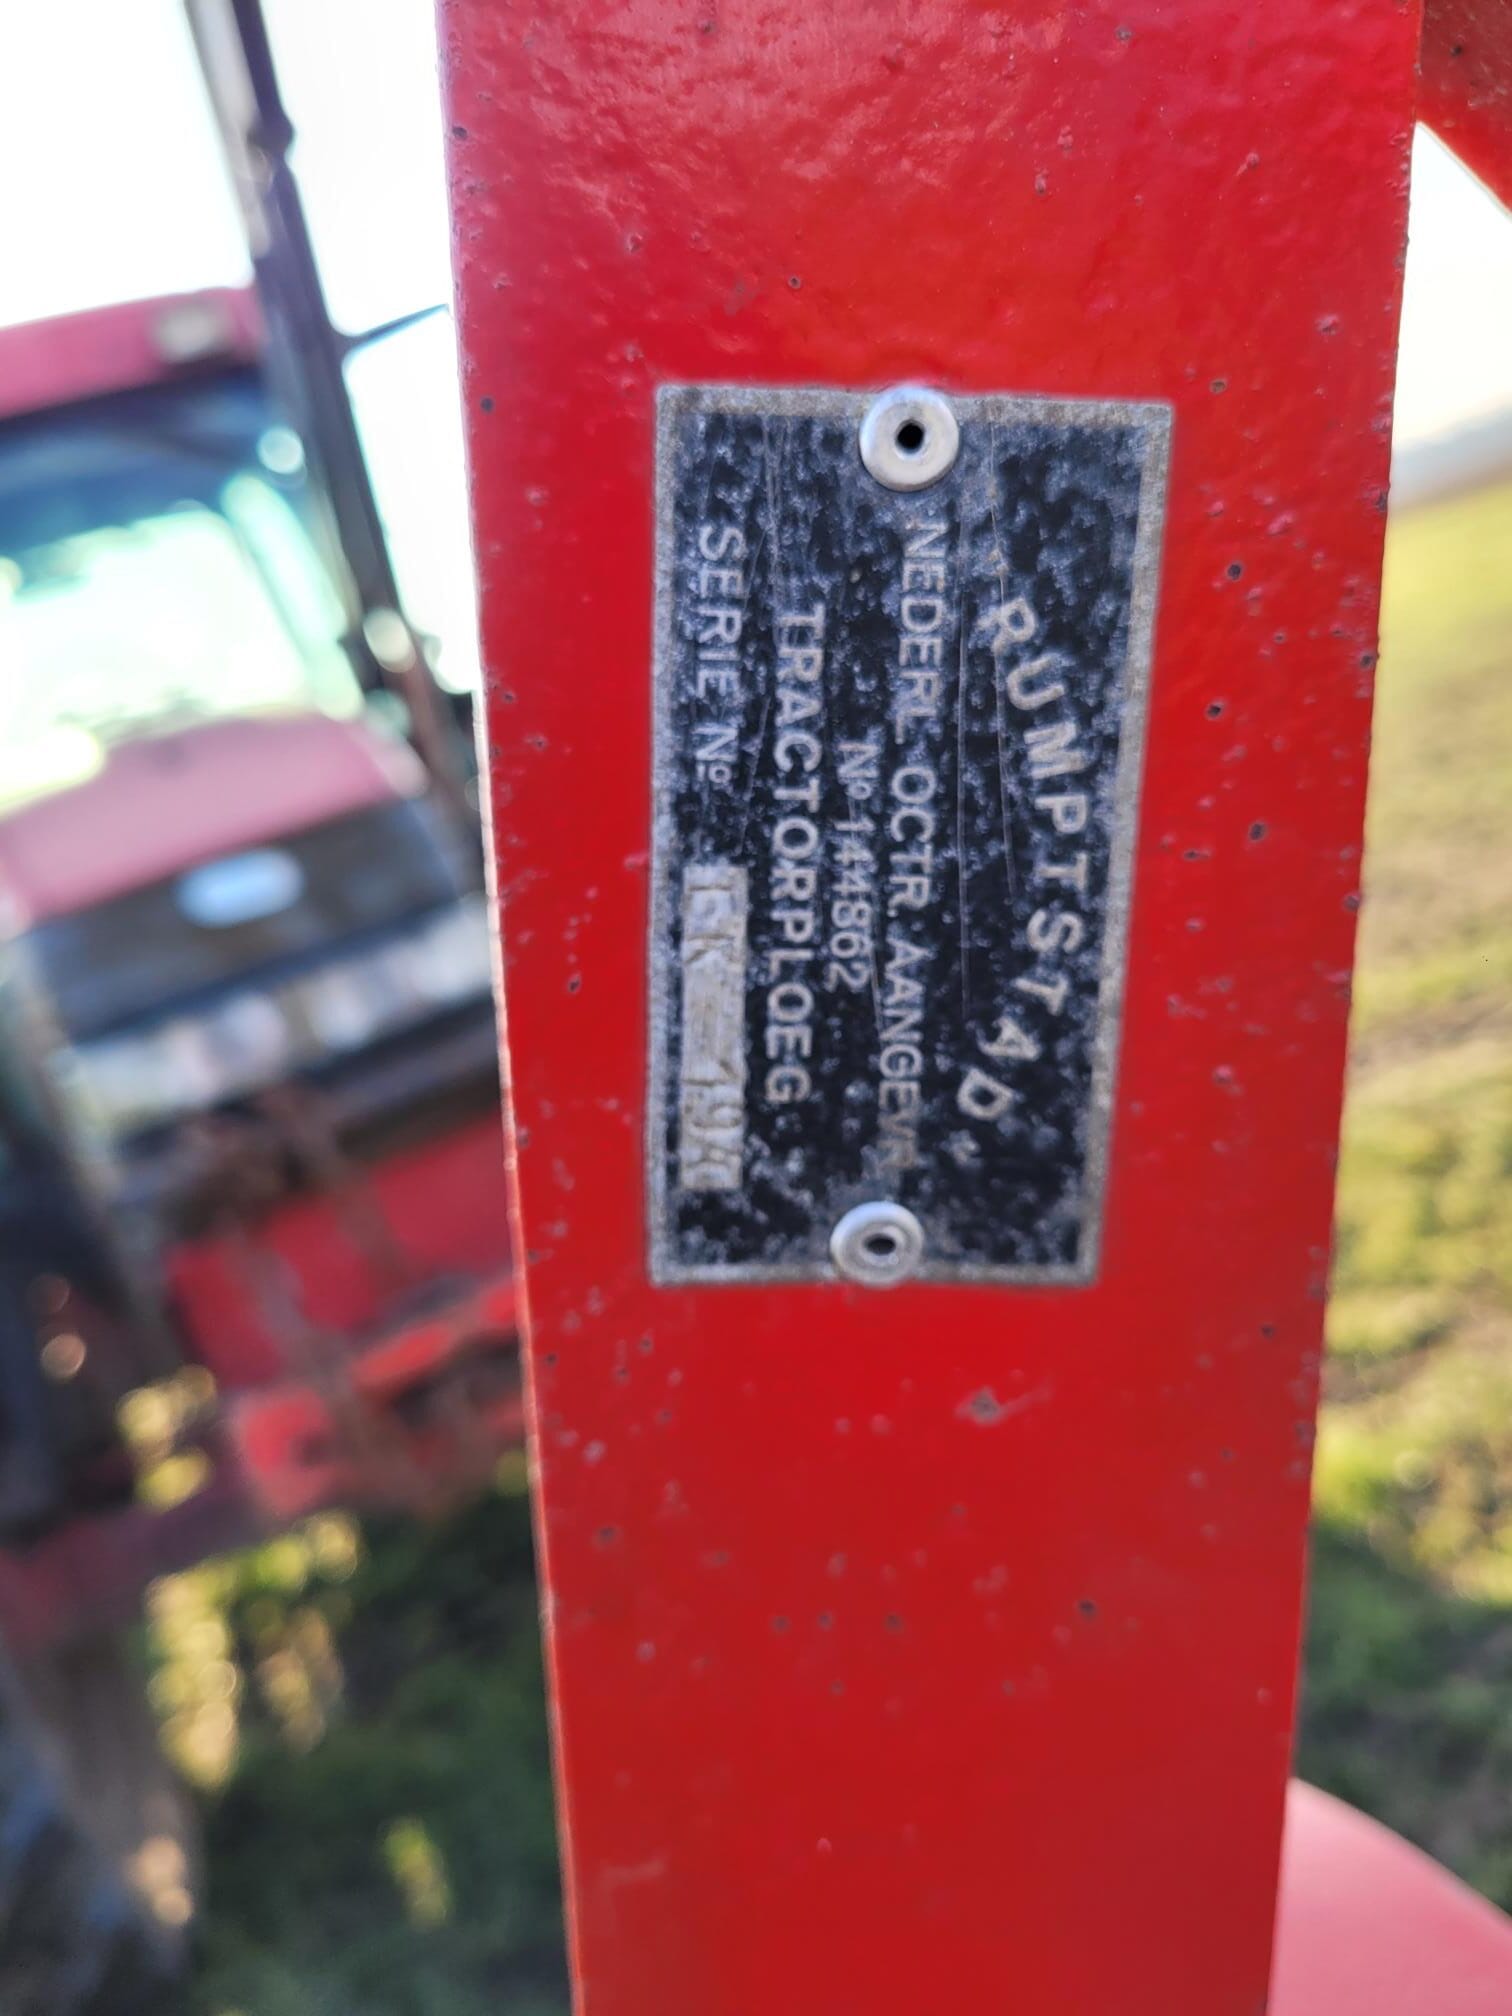 RUMPTSTAD
NEDERL. OCTR. AANGEVR.
No 144862
TRACTORPLOEG
SERIE No